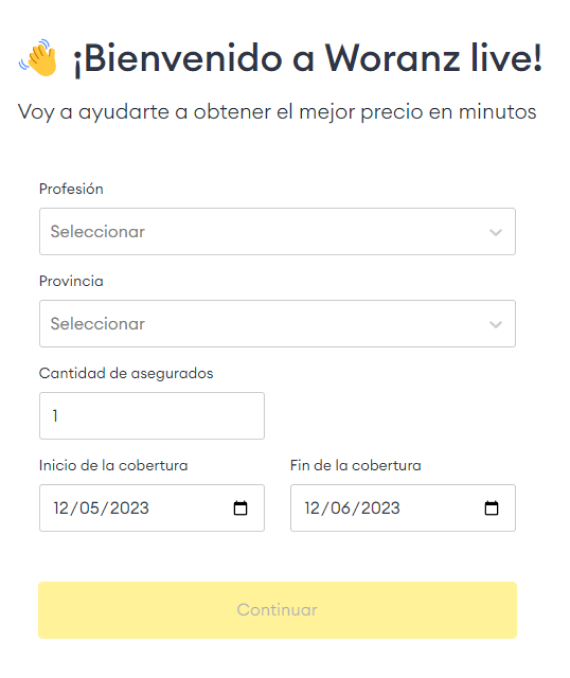 ¡Bienvenido a Woranz live!
Voy a ayudarte a obtener el mejor precio en minutos
Profesión
Seleccionar
Provincia
Seleccionar
Cantidad de asegurados
1
Inicio de la cobertura
Fin de la cobertura
12/05/2023
12/06/2023
Continuar